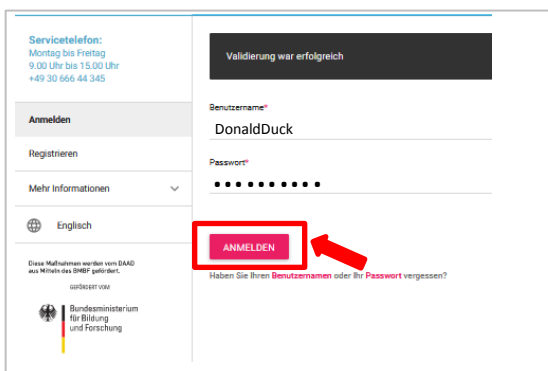 Servicetelefon:
Montag bis Freitag
9.00 Uhr bis 15.00 Uhr
+49 30 666 44 345
Anmelden
Registrieren
Mehr Informationen
Englisch
Diese Maßnahmen werden vom DAAD
aus Mitteln des BMBF gefördert.
GEFÖRDERT VOM
Bundesministerium
für Bildung
und Forschung
Validierung war erfolgreich
Benutzername*
DonaldDuck
Passwort*
••••••••••
ANMELDEN
Haben Sie Ihren Benutzernamen oder Ihr Passwort vergessen?